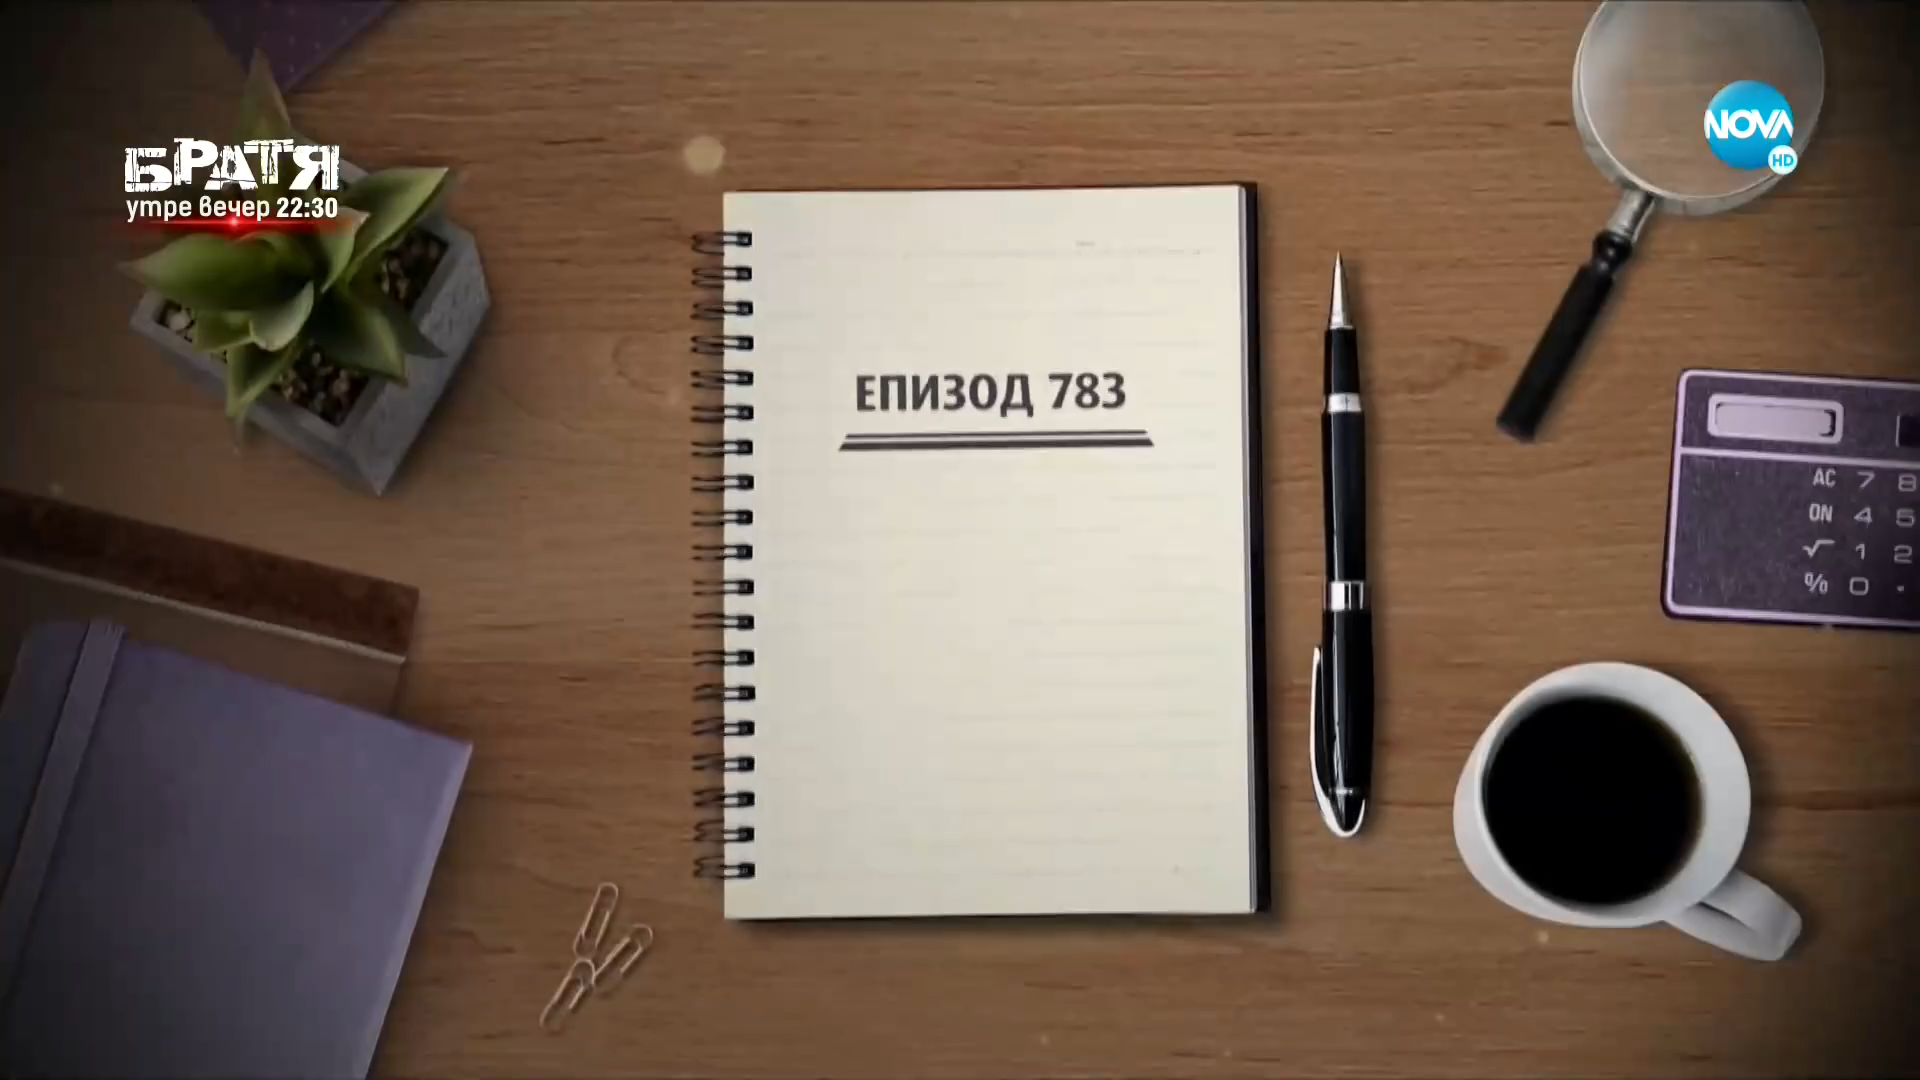 БРАТЯ
утре вечер 22:30
NOVA
HD
ЕПИЗОД 783
AC 7 8
ON 4 5
√ 1 2
% 0 .